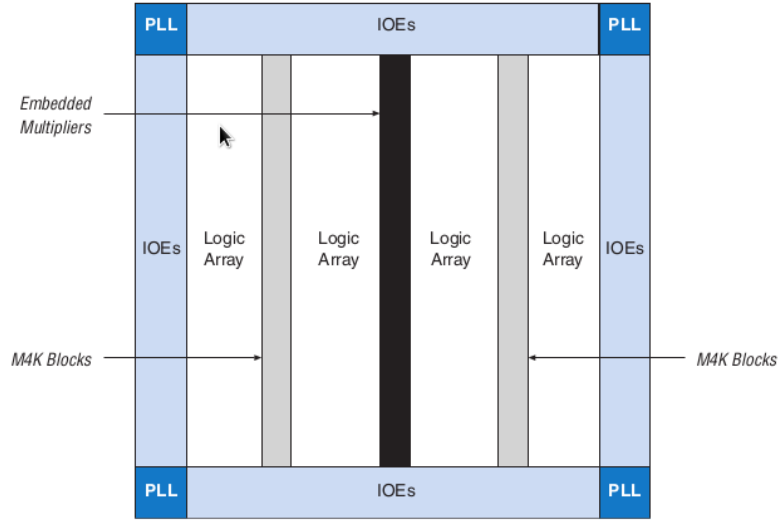 PLL
IOEs
PLL
Embedded
Multipliers
IOEs
Logic
Array
Logic
Array
Logic
Array
Logic
Array
IOEs
M4K Blocks
M4K Blocks
PLL
IOEs
PLL